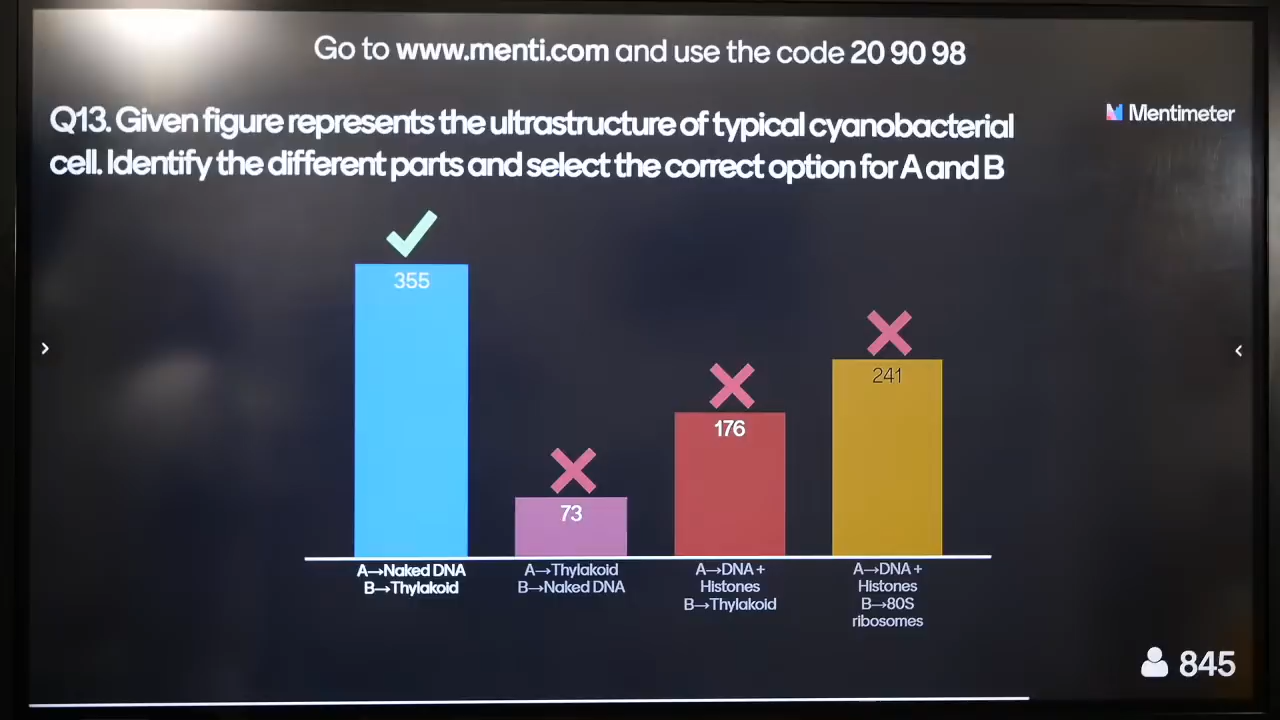 Go to www.menti.com and use the code 20 90 98
Mentimeter
Q13. Given figure represents the ultrastructure of typical cyanobacterial
cell. Identify the different parts and select the correct option for A and B
355
73
176
241
A→Naked DNA
B→Thylakoid
A→Thylakoid
B→Naked DNA
A→DNA +
Histones
B→Thylakoid
A→DNA +
Histones
B→80S
ribosomes
845